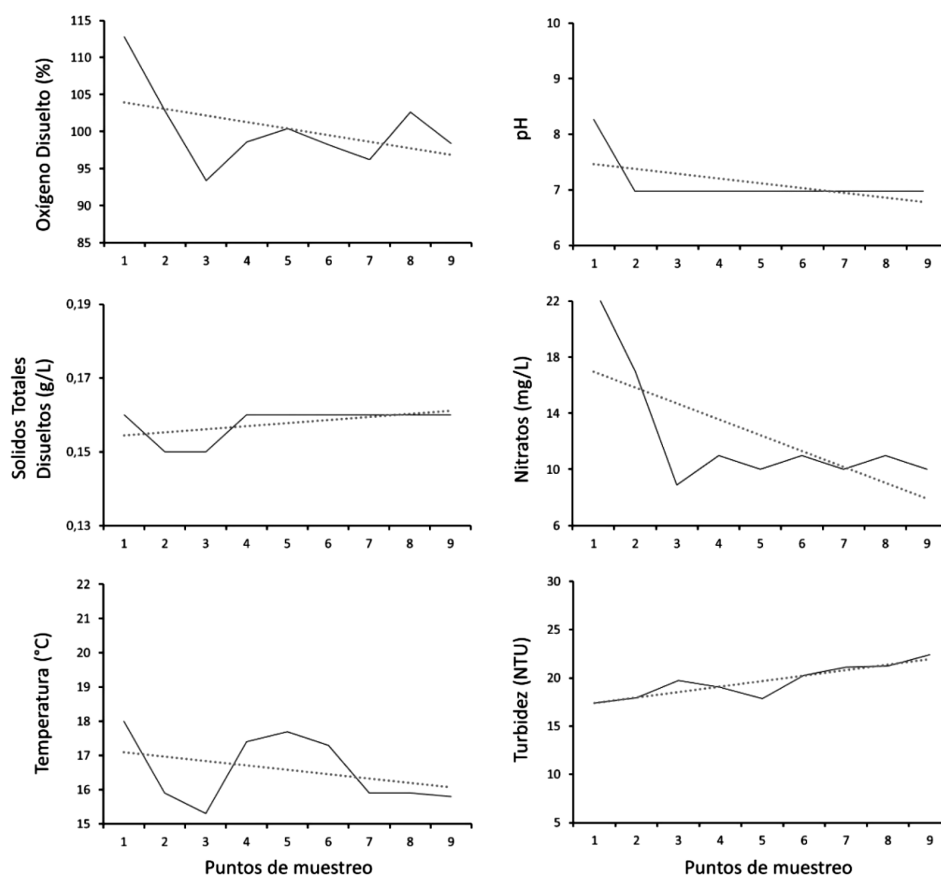 Oxígeno Disuelto (%)
115
110
105
100
95
90
85
1 2 3 4 5 6 7 8 9
pH
10
9
8
7
6
1 2 3 4 5 6 7 8 9
Solidos Totales
Disueltos (g/L)
0,19
0,17
0,15
0,13
1 2 3 4 5 6 7 8 9
Nitratos (mg/L)
22
18
14
10
6
1 2 3 4 5 6 7 8 9
Temperatura (°C)
22
21
20
19
18
17
16
15
1 2 3 4 5 6 7 8 9
Puntos de muestreo
Turbidez (NTU)
30
25
20
15
10
5
1 2 3 4 5 6 7 8 9
Puntos de muestreo